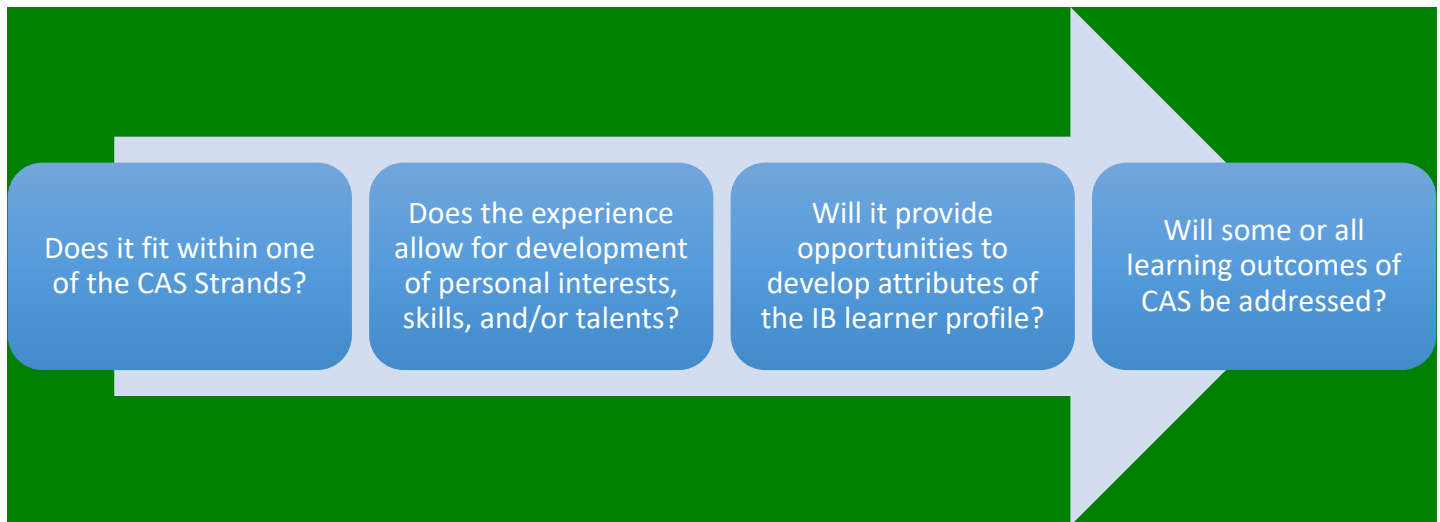 Does it fit within one
of the CAS Strands?
Does the experience
allow for development
of personal interests,
skills, and/or talents?
Will it provide
opportunities to
develop attributes of
the IB learner profile?
Will some or all
learning outcomes of
CAS be addressed?